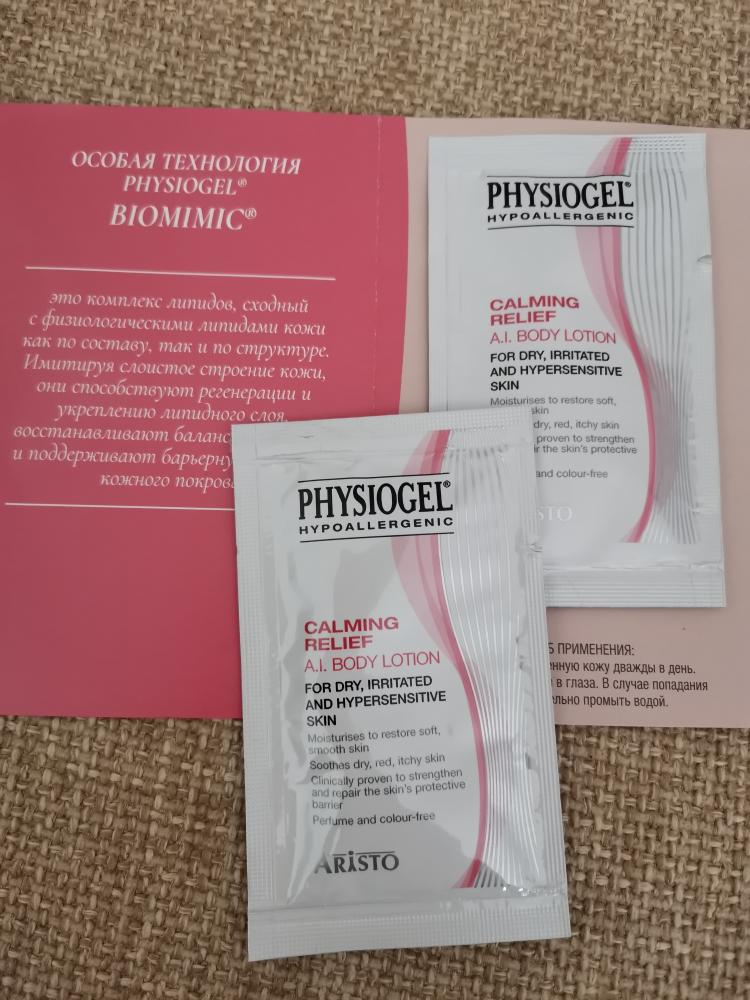 ОСОБАЯ ТЕХНОЛОГИЯ
PHYSIOGEL®
BIOMIMIC®
это комплекс липидов, сходный
с физиологическими липидами кожи
как по составу, так и по структуре.
Имитируя слоистое строение кожи,
они способствуют регенерации и
укреплению липидного слоя,
восстанавливают
и поддерживают
кожного
PHYSIOGEL®
HYPOALLERGENIC
CALMING
RELIEF
A.I. BODY LOTION
FOR DRY, IRRITATED
AND HYPERSENSITIVE
SKIN
Moisturises to restore soft,
skin
dry, red, itchy skin
proven to strengthen
the skin's protective
and colour-free
PHYSIOGEL®
HYPOALLERGENIC
CALMING
RELIEF
A.I. BODY LOTION
FOR DRY, IRRITATED
AND HYPERSENSITIVE
SKIN
Moisturises to restore soft,
smooth skin
Soothes dry, red, itchy skin
Clinically proven to strengthen
and repair the skin's protective
barrier
Perfume and colour-free
ARISTO
ПРИМЕНЕНИЯ:
кожу дважды в день.
в глаза. В случае попадания
промыть водой.